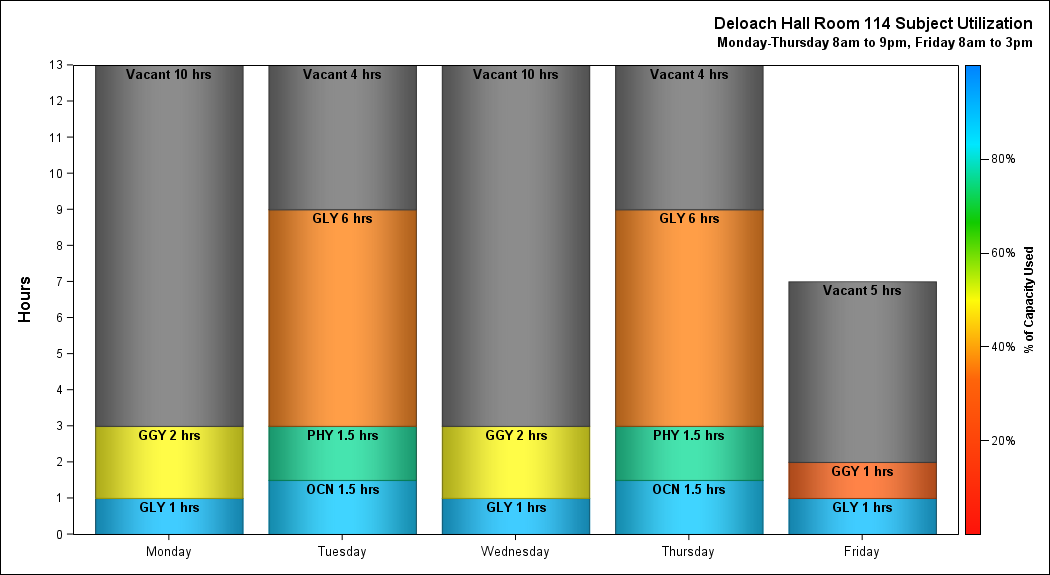 Deloach Hall Room 114 Subject Utilization
Monday-Thursday 8am to 9pm, Friday 8am to 3pm
Hours
13
12
11
10
9
8
7
6
5
4
3
2
1
0
Vacant 10 hrs
GGY 2 hrs
GLY 1 hrs
Vacant 4 hrs
GLY 6 hrs
PHY 1.5 hrs
OCN 1.5 hrs
Vacant 10 hrs
GGY 2 hrs
GLY 1 hrs
Vacant 4 hrs
GLY 6 hrs
PHY 1.5 hrs
OCN 1.5 hrs
Vacant 5 hrs
GGY 1 hrs
GLY 1 hrs
Monday
Tuesday
Wednesday
Thursday
Friday
80%
60%
40%
20%
% of Capacity Used